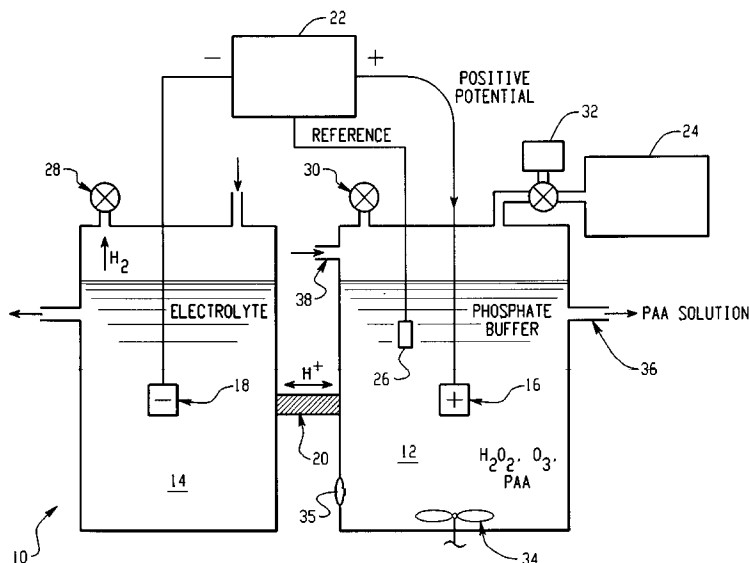 22
−
+
POSITIVE
POTENTIAL
REFERENCE
32
24
28
30
H2
38
ELECTROLYTE
PHOSPHATE
BUFFER
PAA SOLUTION
36
26
H+
−
18
+
16
20
14
12
H2O2, O3,
PAA
35
34
10